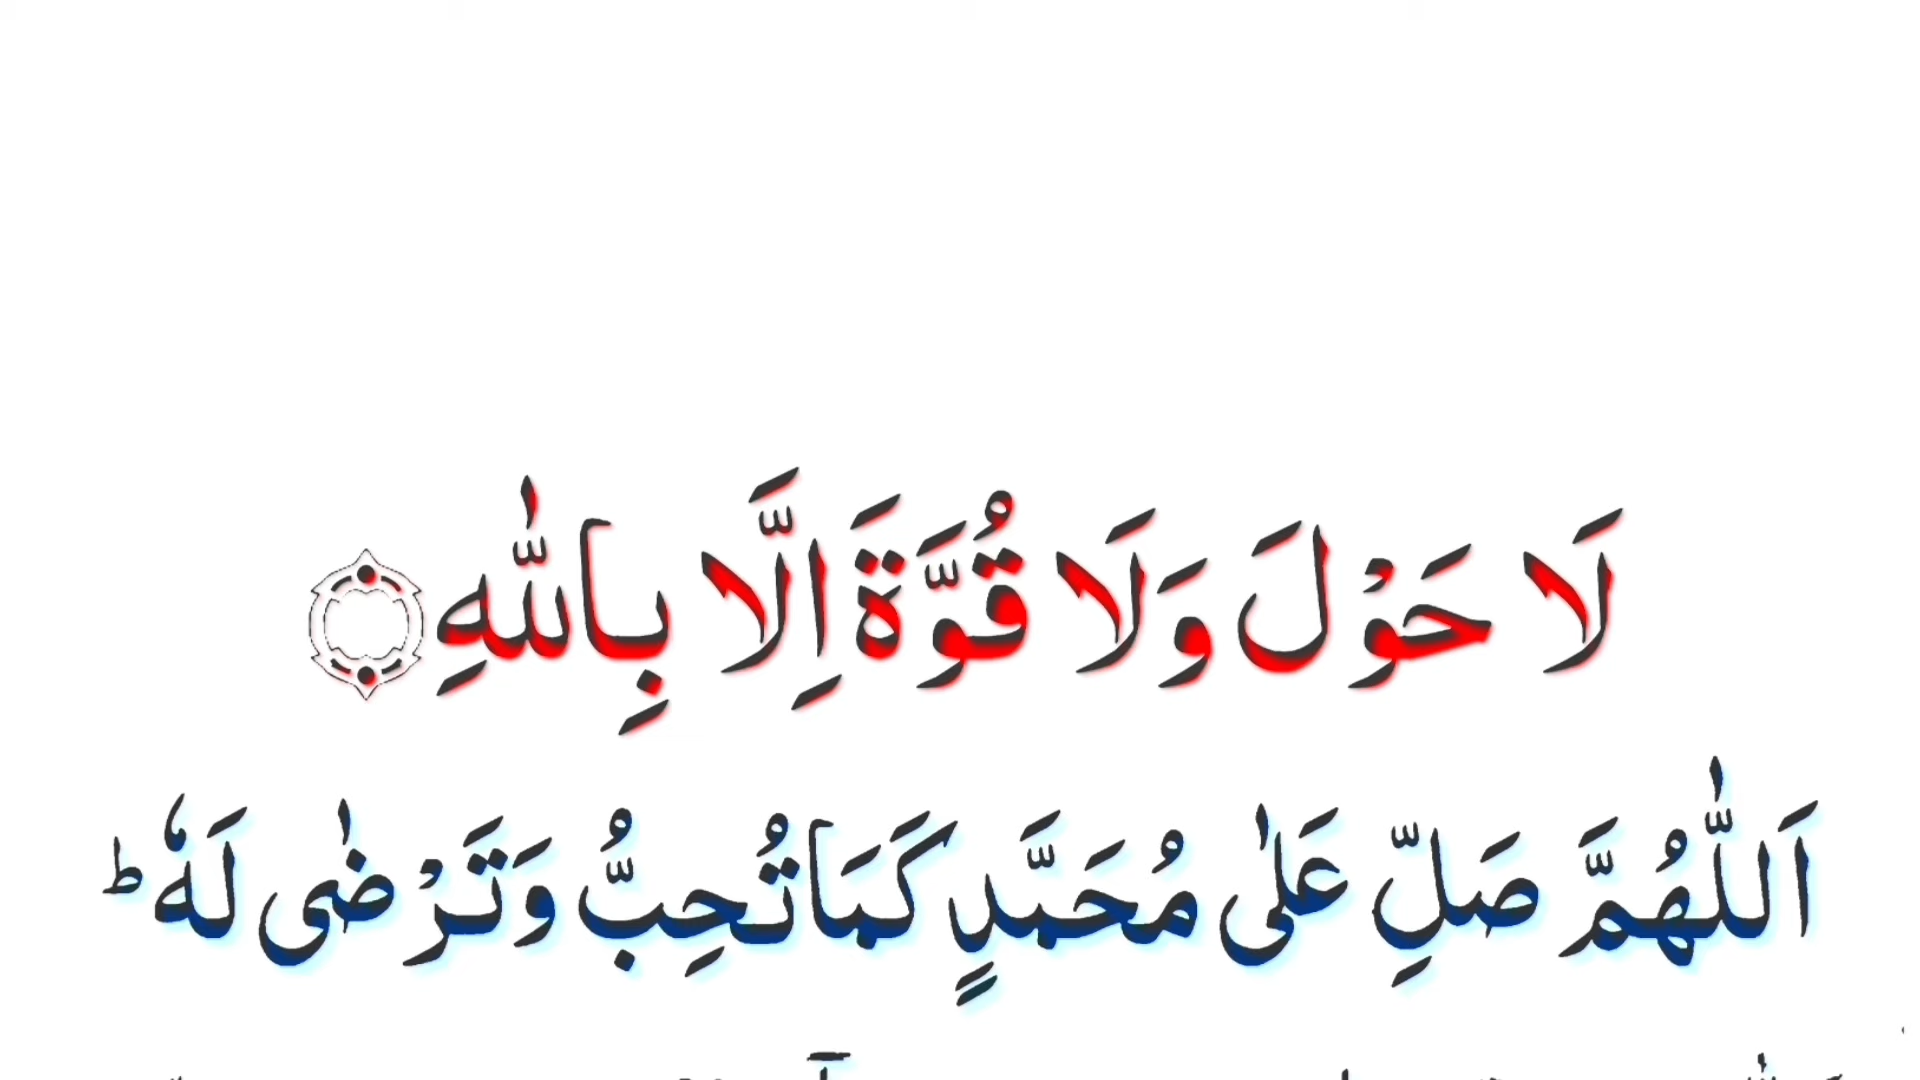 لَا حَوْلَ وَلَا قُوَّةَ اِلَّا بِاللّٰهِ
اَللّٰهُمَّ صَلِّ عَلٰى مُحَمَّدٍ كَمَا تُحِبُّ وَتَرْضٰى لَهٗ ؕ